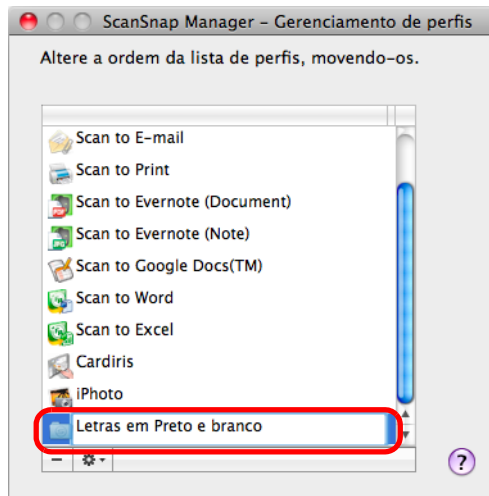 ScanSnap Manager – Gerenciamento de perfis
Altere a ordem da lista de perfis, movendo-os.
Scan to E-mail
Scan to Print
Scan to Evernote (Document)
Scan to Evernote (Note)
Scan to Google Docs(TM)
Scan to Word
Scan to Excel
Cardiris
iPhoto
Letras em Preto e branco
?